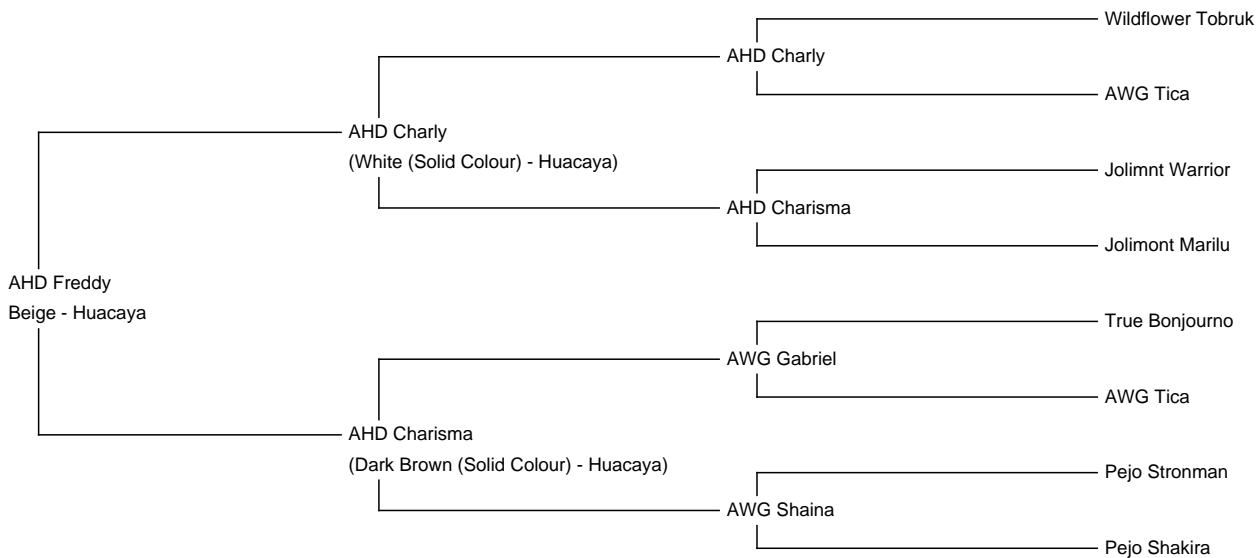 Wildflower Tobruk
AHD Charly
AWG Tica
AHD Charly
(White (Solid Colour) - Huacaya)
Jolimnt Warrior
AHD Charisma
Jolimont Marilu
AHD Freddy
Beige - Huacaya
True Bonjourno
AWG Gabriel
AWG Tica
AHD Charisma
(Dark Brown (Solid Colour) - Huacaya)
Pejo Stronman
AWG Shaina
Pejo Shakira